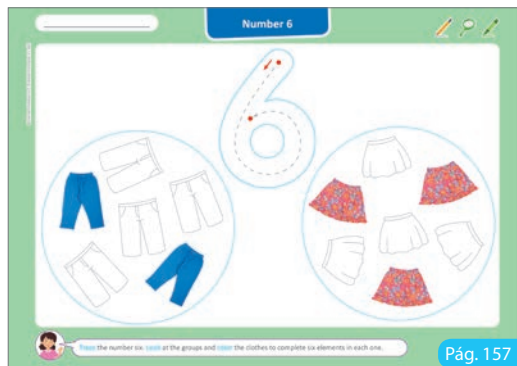 Number 6
Trace the number six. Look at the groups and color the clothes to complete six elements in each one.
Pág. 157